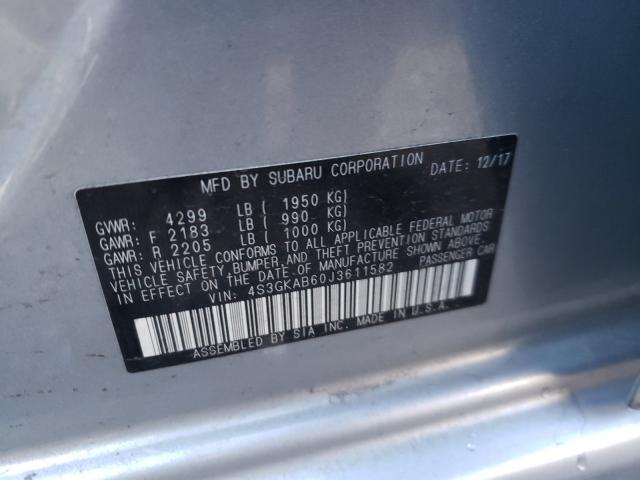 MFD BY SUBARU CORPORATION DATE: 12/17
GVWR: 4299 LB ( 1950 KG)
GAWR: F 2183 LB ( 990 KG)
GAWR: R 2205 LB ( 1000 KG)
THIS VEHICLE CONFORMS TO ALL APPLICABLE FEDERAL MOTOR
VEHICLE SAFETY, BUMPER, AND THEFT PREVENTION STANDARDS
IN EFFECT ON THE DATE OF MANUFACTURE SHOWN ABOVE.
VIN: 4S3GKAB60J3611582 PASSENGER CAR
ASSEMBLED BY SIA INC. MADE IN U.S.A.